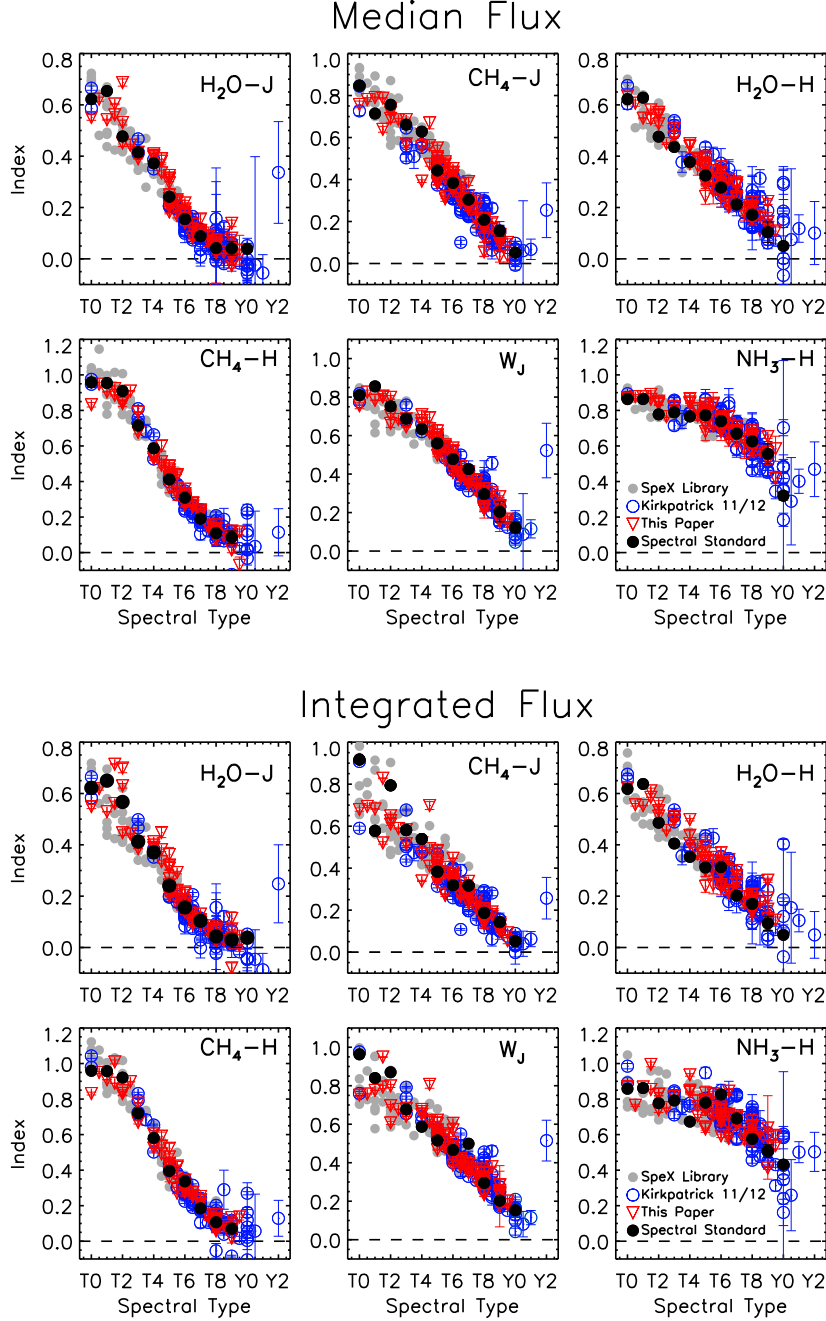 Median Flux
0.8 0.6 0.4 0.2 0.0
Index
H₂O-J
T0 T2 T4 T6 T8 Y0 Y2
1.0 0.8 0.6 0.4 0.2 0.0
CH₄-J
T0 T2 T4 T6 T8 Y0 Y2
0.8 0.6 0.4 0.2 0.0
H₂O-H
T0 T2 T4 T6 T8 Y0 Y2
1.2 1.0 0.8 0.6 0.4 0.2 0.0
Index
CH₄-H
T0 T2 T4 T6 T8 Y0 Y2
Spectral Type
1.0 0.8 0.6 0.4 0.2 0.0
W_J
T0 T2 T4 T6 T8 Y0 Y2
Spectral Type
1.2 1.0 0.8 0.6 0.4 0.2 0.0
NH₃-H
SpeX Library
Kirkpatrick 11/12
This Paper
Spectral Standard
T0 T2 T4 T6 T8 Y0 Y2
Spectral Type
Integrated Flux
0.8 0.6 0.4 0.2 0.0
Index
H₂O-J
T0 T2 T4 T6 T8 Y0 Y2
1.0 0.8 0.6 0.4 0.2 0.0
CH₄-J
T0 T2 T4 T6 T8 Y0 Y2
0.8 0.6 0.4 0.2 0.0
H₂O-H
T0 T2 T4 T6 T8 Y0 Y2
1.2 1.0 0.8 0.6 0.4 0.2 0.0
Index
CH₄-H
T0 T2 T4 T6 T8 Y0 Y2
Spectral Type
1.0 0.8 0.6 0.4 0.2 0.0
W_J
T0 T2 T4 T6 T8 Y0 Y2
Spectral Type
1.2 1.0 0.8 0.6 0.4 0.2 0.0
NH₃-H
SpeX Library
Kirkpatrick 11/12
This Paper
Spectral Standard
T0 T2 T4 T6 T8 Y0 Y2
Spectral Type